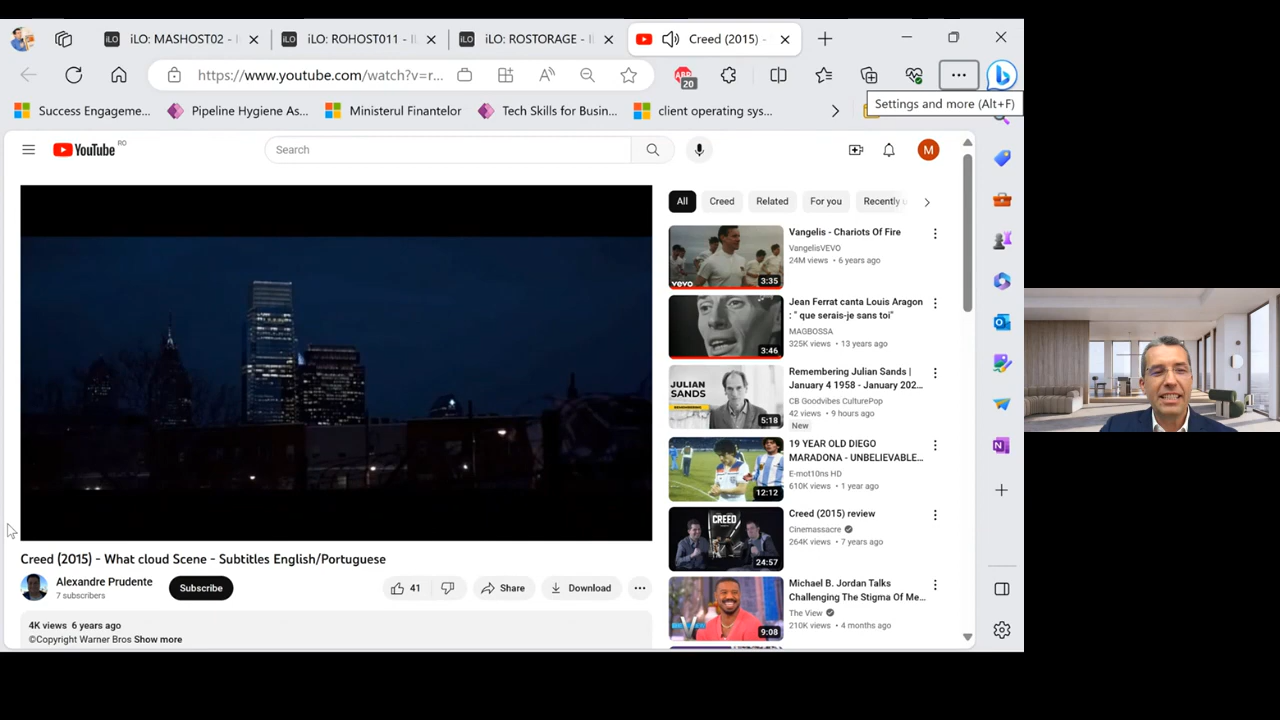 iLO: MASHOST02 - I
iLO: ROHOST011 - I
iLO: ROSTORAGE - I
Creed (2015) -
https://www.youtube.com/watch?v=r...
ABP
20
Settings and more (Alt+F)
Success Engageme...
Pipeline Hygiene As...
Ministerul Finantelor
Tech Skills for Busin...
client operating sys...
YouTube RO
Search
M
All
Creed
Related
For you
Recently u
Vangelis - Chariots Of Fire
VangelisVEVO
24M views • 6 years ago
vevo
3:35
Jean Ferrat canta Louis Aragon
: " que serais-je sans toi"
MAGBOSSA
325K views • 13 years ago
3:46
Remembering Julian Sands |
January 4 1958 - January 202...
CB Goodvibes CulturePop
42 views • 9 hours ago
New
JULIAN
SANDS
5:18
19 YEAR OLD DIEGO
MARADONA - UNBELIEVABLE...
E-mot10ns HD
610K views • 1 year ago
12:12
Creed (2015) review
Cinemassacre
264K views • 7 years ago
CREED
24:57
Michael B. Jordan Talks
Challenging The Stigma Of Me...
The View
210K views • 4 months ago
9:08
Creed (2015) - What cloud Scene - Subtitles English/Portuguese
Alexandre Prudente
7 subscribers
Subscribe
41
Share
Download
4K views 6 years ago
©Copyright Warner Bros Show more